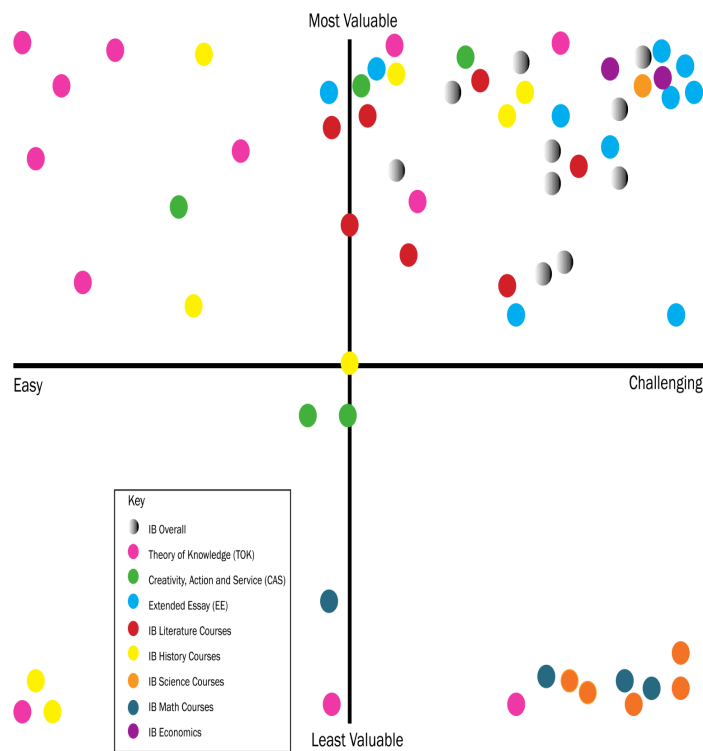 Most Valuable
Easy
Challenging
Key
IB Overall
Theory of Knowledge (TOK)
Creativity, Action and Service (CAS)
Extended Essay (EE)
IB Literature Courses
IB History Courses
IB Science Courses
IB Math Courses
IB Economics
Least Valuable